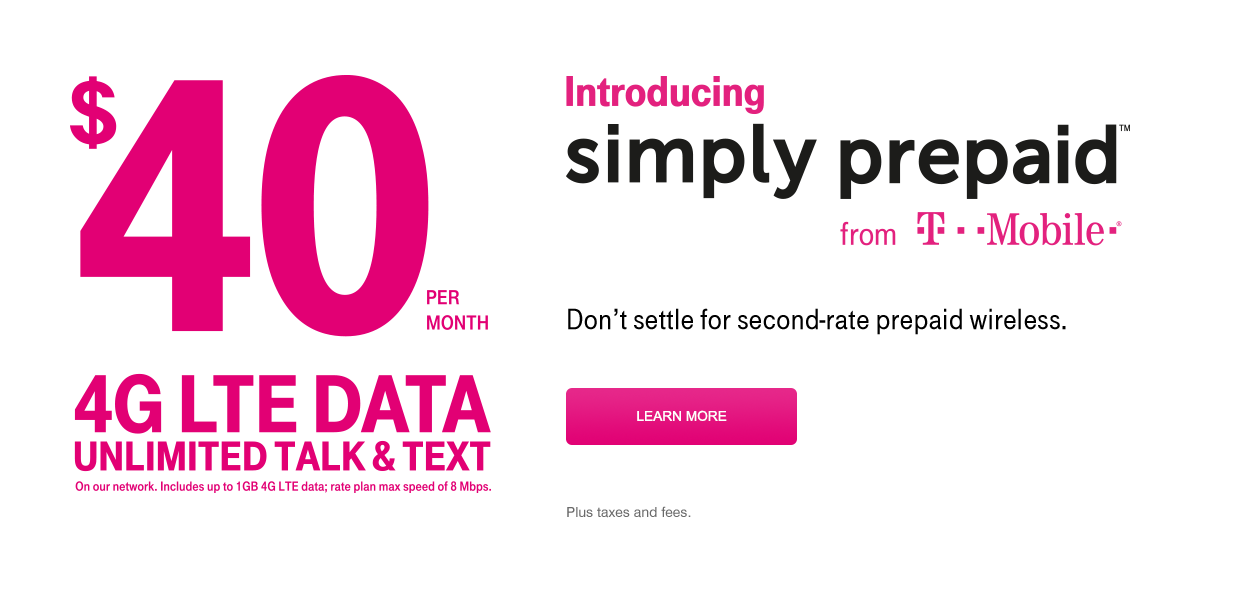 $40
PER
MONTH
4G LTE DATA
UNLIMITED TALK & TEXT
On our network. Includes up to 1GB 4G LTE data; rate plan max speed of 8 Mbps.
Introducing
simply prepaid™
from T··Mobile·®
Don’t settle for second-rate prepaid wireless.
LEARN MORE
Plus taxes and fees.